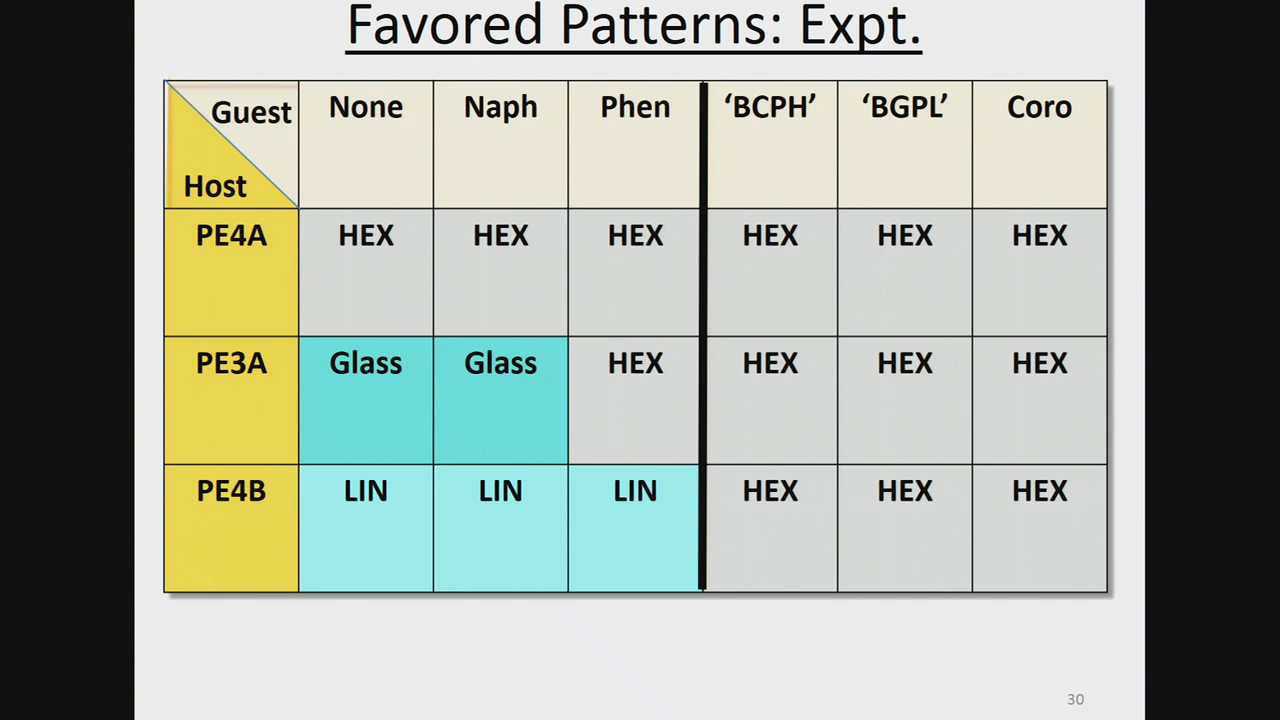 Favored Patterns: Expt.
Guest None Naph Phen ‘BCPH’ ‘BGPL’ Coro
Host
PE4A HEX HEX HEX HEX HEX HEX
PE3A Glass Glass HEX HEX HEX HEX
PE4B LIN LIN LIN HEX HEX HEX
30